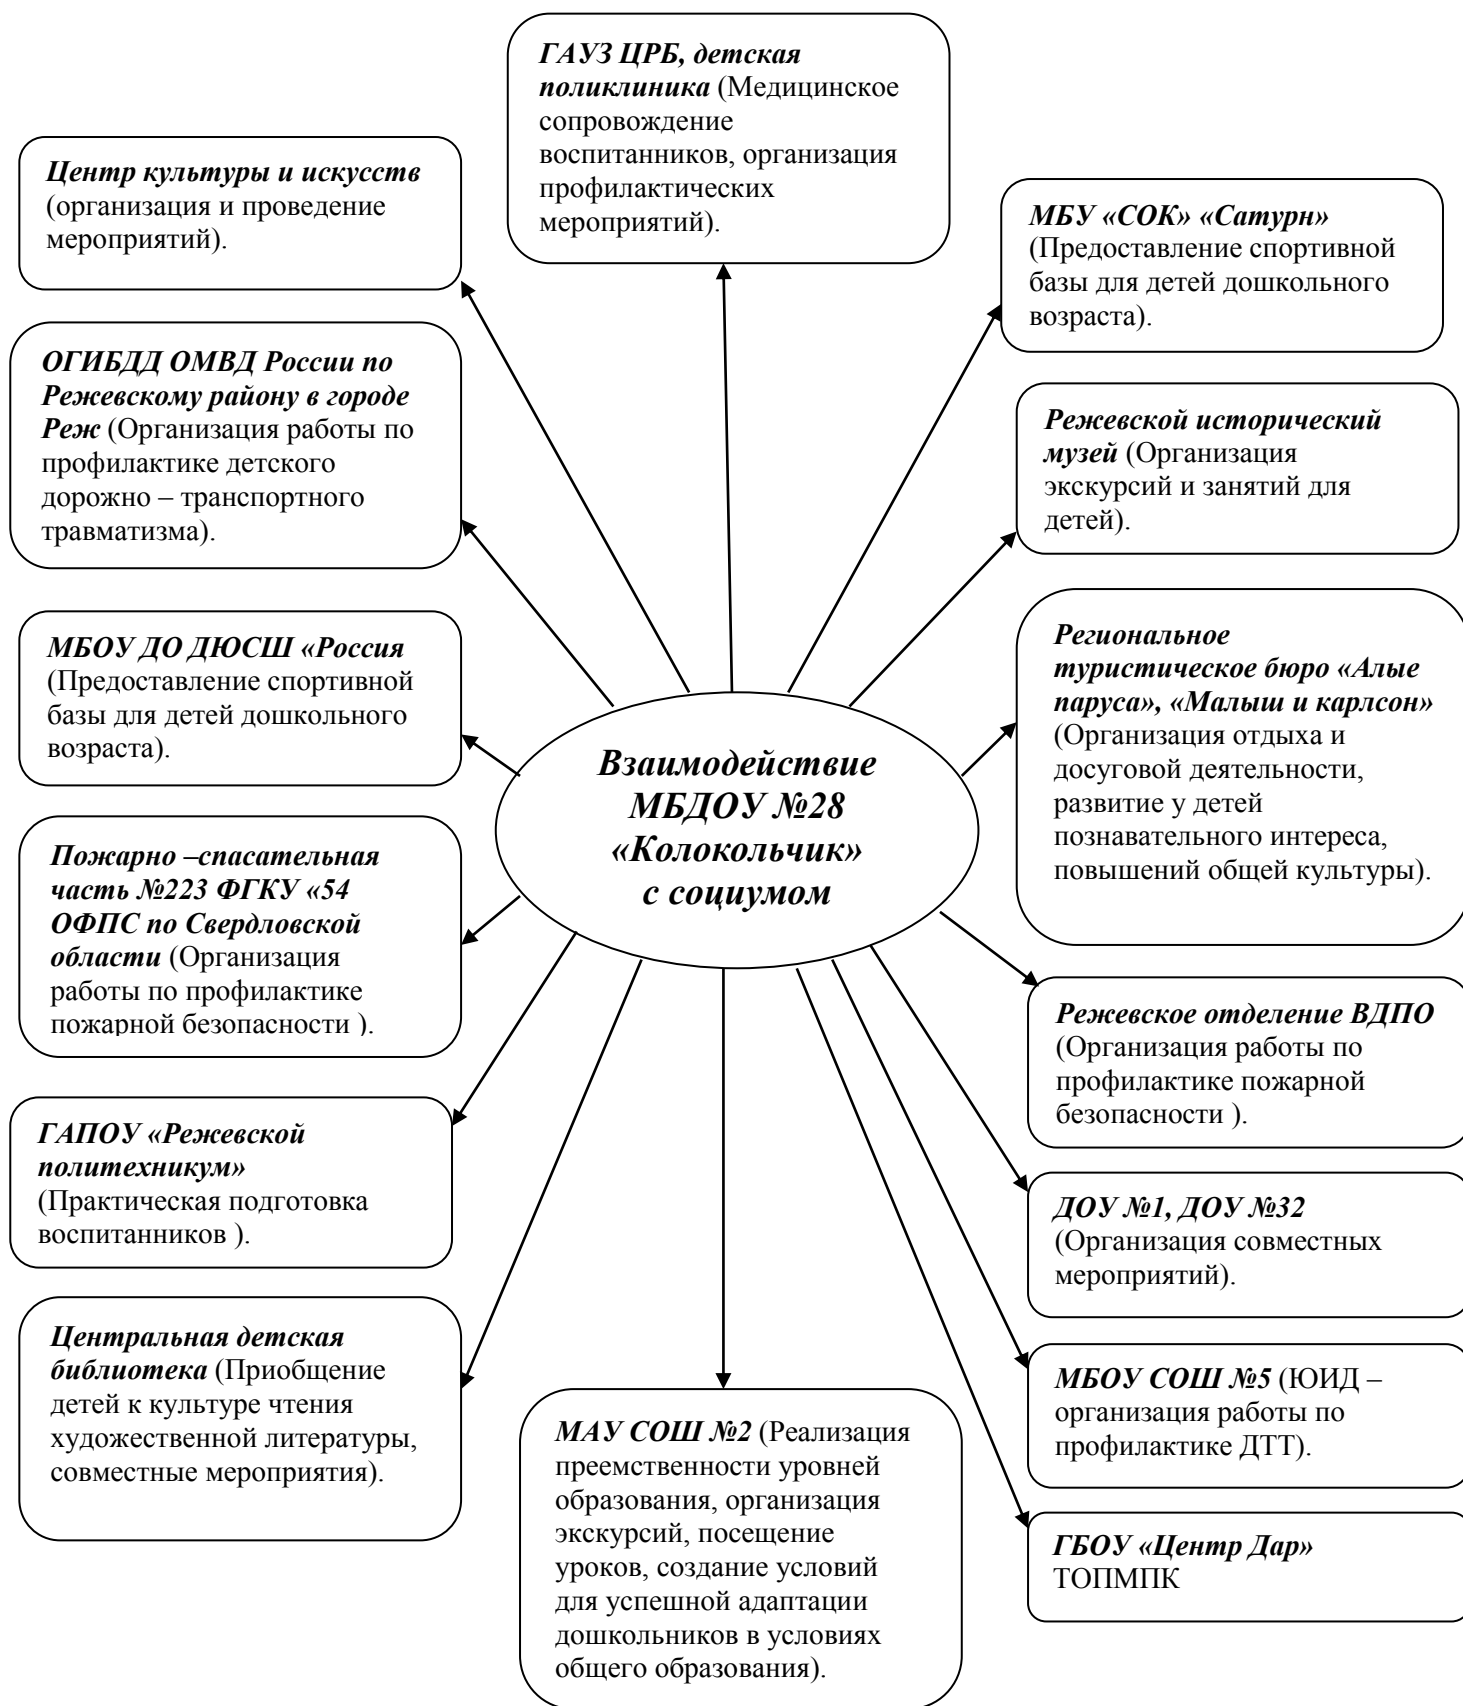 ГАУЗ ЦРБ, детская
поликлиника (Медицинское
сопровождение
воспитанников, организация
профилактических
мероприятий).
Центр культуры и искусств
(организация и проведение
мероприятий).
МБУ «СОК» «Сатурн»
(Предоставление спортивной
базы для детей дошкольного
возраста).
ОГИБДД ОМВД России по
Режевскому району в городе
Реж (Организация работы по
профилактике детского
дорожно – транспортного
травматизма).
Режевской исторический
музей (Организация
экскурсий и занятий для
детей).
МБОУ ДО ДЮСШ «Россия
(Предоставление спортивной
базы для детей дошкольного
возраста).
Региональное
туристическое бюро «Алые
паруса», «Малыш и карлсон»
(Организация отдыха и
досуговой деятельности,
развитие у детей
познавательного интереса,
повышений общей культуры).
Взаимодействие
МБДОУ №28
«Колокольчик»
с социумом
Пожарно –спасательная
часть №223 ФГКУ «54
ОФПС по Свердловской
области (Организация
работы по профилактике
пожарной безопасности ).
Режевское отделение ВДПО
(Организация работы по
профилактике пожарной
безопасности ).
ГАПОУ «Режевской
политехникум»
(Практическая подготовка
воспитанников ).
ДОУ №1, ДОУ №32
(Организация совместных
мероприятий).
Центральная детская
библиотека (Приобщение
детей к культуре чтения
художественной литературы,
совместные мероприятия).
МБОУ СОШ №5 (ЮИД –
организация работы по
профилактике ДТТ).
МАУ СОШ №2 (Реализация
преемственности уровней
образования, организация
экскурсий, посещение
уроков, создание условий
для успешной адаптации
дошкольников в условиях
общего образования).
ГБОУ «Центр Дар»
ТОПМПК